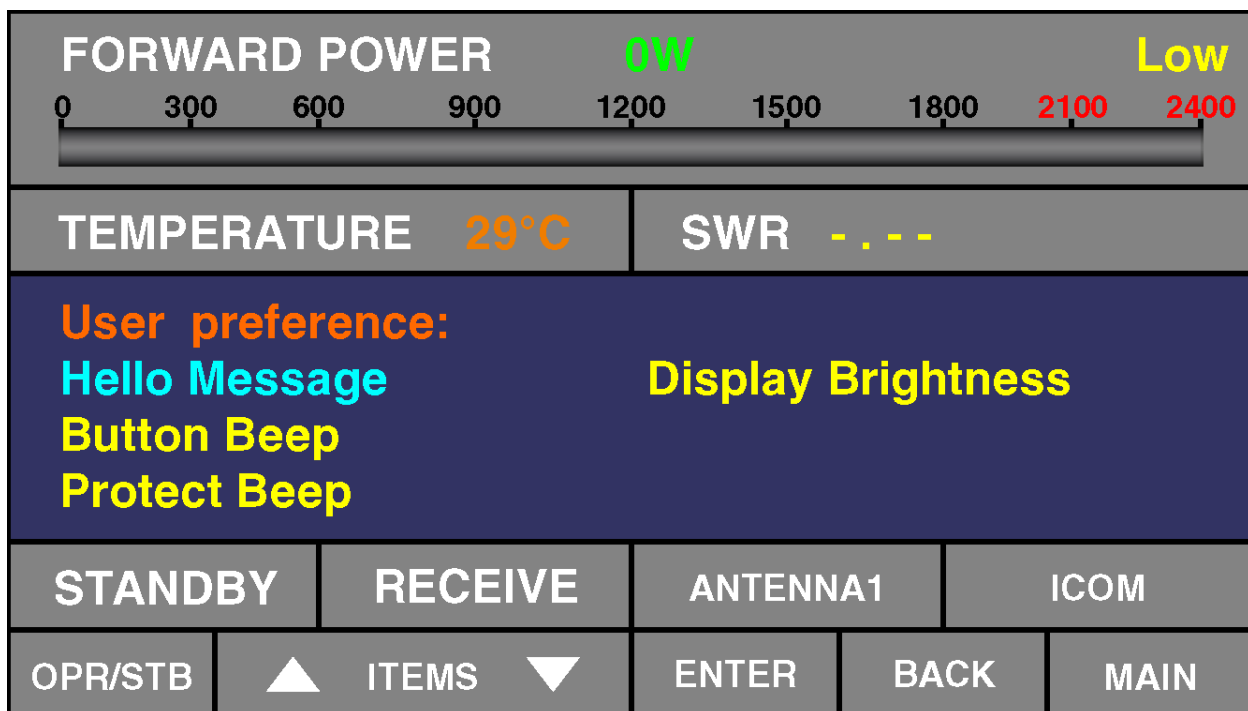 FORWARD POWER 0W Low
0 300 600 900 1200 1500 1800 2100 2400
TEMPERATURE 29°C SWR -.--
User preference:
Hello Message Display Brightness
Button Beep
Protect Beep
STANDBY RECEIVE ANTENNA1 ICOM
OPR/STB ▲ ITEMS ▼ ENTER BACK MAIN